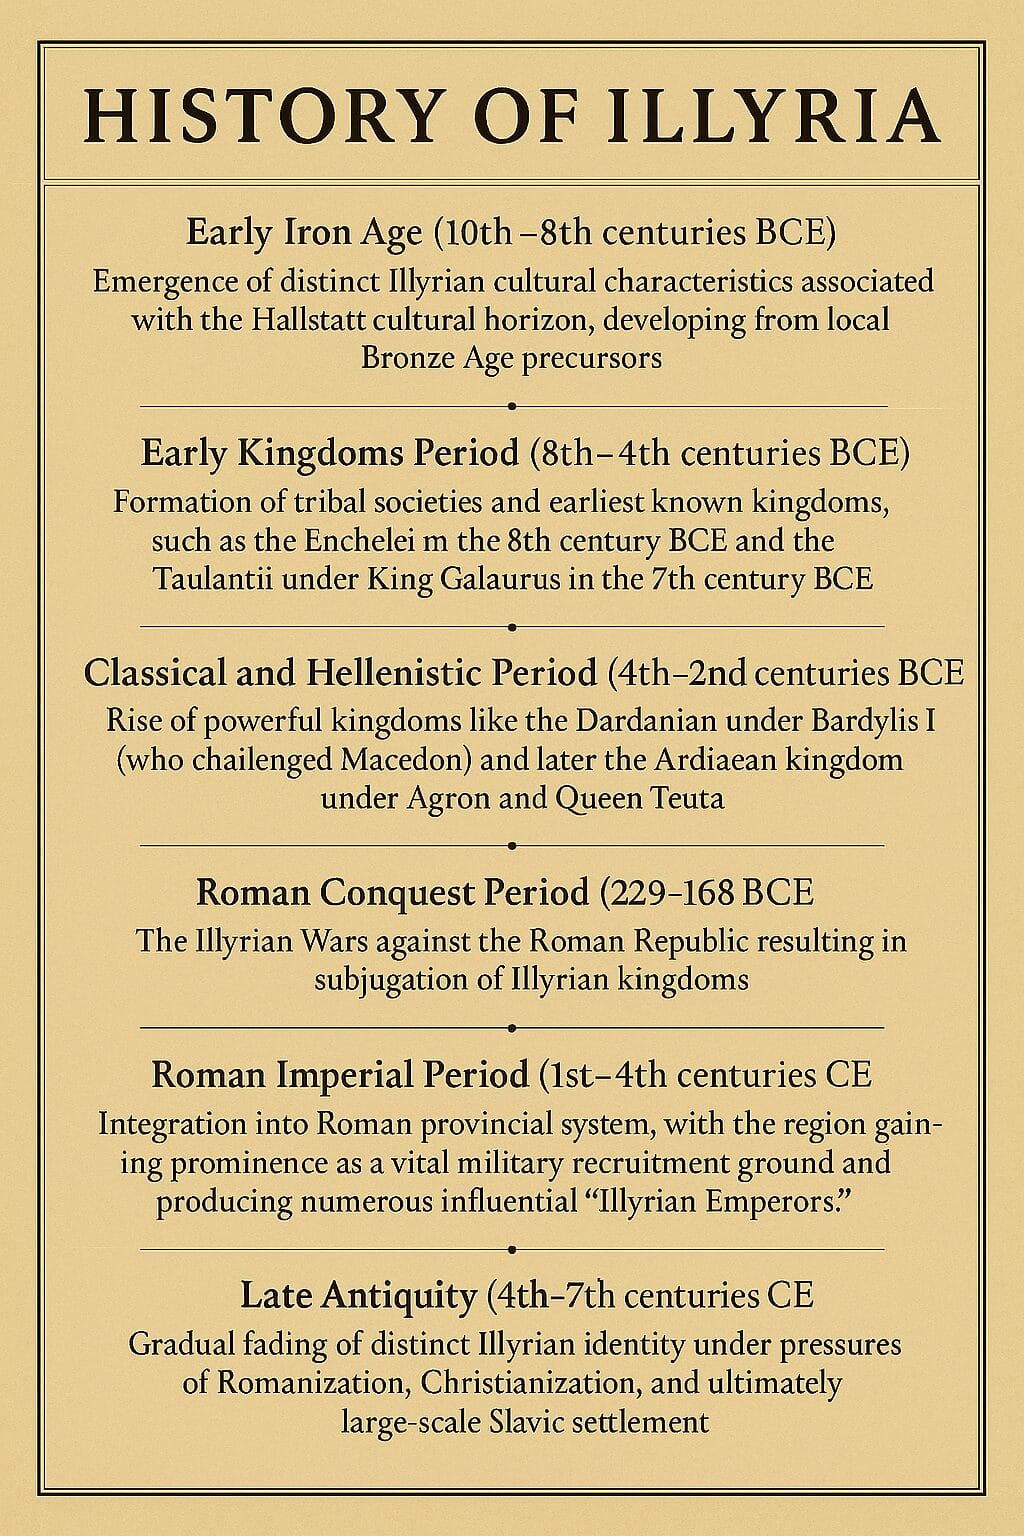 HISTORY OF ILLYRIA
Early Iron Age (10th–8th centuries BCE)
Emergence of distinct Illyrian cultural characteristics associated
with the Hallstatt cultural horizon, developing from local
Bronze Age precursors
Early Kingdoms Period (8th–4th centuries BCE)
Formation of tribal societies and earliest known kingdoms,
such as the Enchelei m the 8th century BCE and the
Taulantii under King Galaurus in the 7th century BCE
Classical and Hellenistic Period (4th–2nd centuries BCE
Rise of powerful kingdoms like the Dardanian under Bardylis I
(who chailenged Macedon) and later the Ardiaean kingdom
under Agron and Queen Teuta
Roman Conquest Period (229–168 BCE
The Illyrian Wars against the Roman Republic resulting in
subjugation of Illyrian kingdoms
Roman Imperial Period (1st–4th centuries CE
Integration into Roman provincial system, with the region gain-
ing prominence as a vital military recruitment ground and
producing numerous influential “Illyrian Emperors.”
Late Antiquity (4th–7th centuries CE
Gradual fading of distinct Illyrian identity under pressures
of Romanization, Christianization, and ultimately
large-scale Slavic settlement